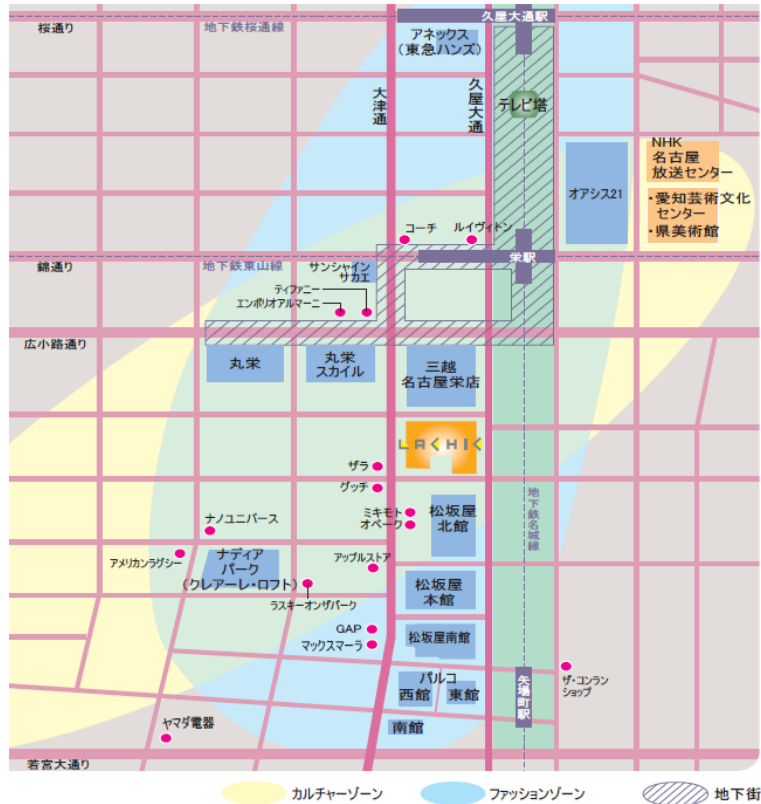 久屋大通駅
桜通り
地下鉄桜通線
アネックス
(東急ハンズ)
大津通
久屋大通
テレビ塔
NHK
名古屋
放送センター
オアシス21
・愛知芸術文化
センター
・県美術館
コーチ
ルイヴィトン
錦通り
地下鉄東山線
サンシャイン
サカエ
栄駅
ティファニー
エンポリオアルマーニ
広小路通り
丸栄
丸栄
スカイル
三越
名古屋栄店
LACHIC
ザラ
グッチ
ミキモト
オペーク
松坂屋
北館
地下鉄名城線
ナノユニバース
アメリカンラグシー
ナディア
パーク
(クレアーレ・ロフト)
アップルストア
ラスキーオンザパーク
松坂屋
本館
GAP
マックスマーラ
松坂屋南館
パルコ
西館
東館
南館
矢場町駅
ザ・コンラン
ショップ
ヤマダ電器
若宮大通り
カルチャーゾーン
ファッションゾーン
地下街